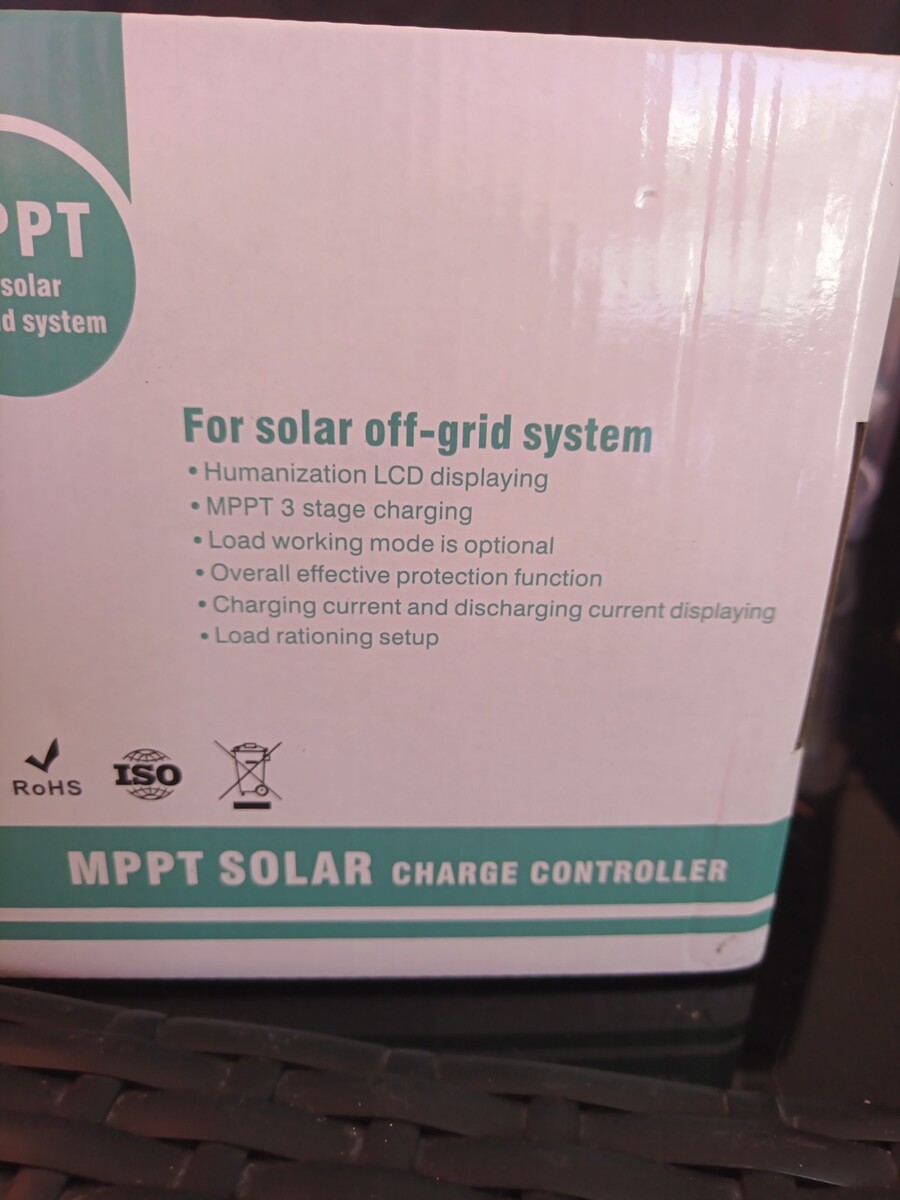 PPT
solar
d system
For solar off-grid system
• Humanization LCD displaying
• MPPT 3 stage charging
• Load working mode is optional
• Overall effective protection function
• Charging current and discharging current displaying
• Load rationing setup
RoHS
ISO
MPPT SOLAR CHARGE CONTROLLER